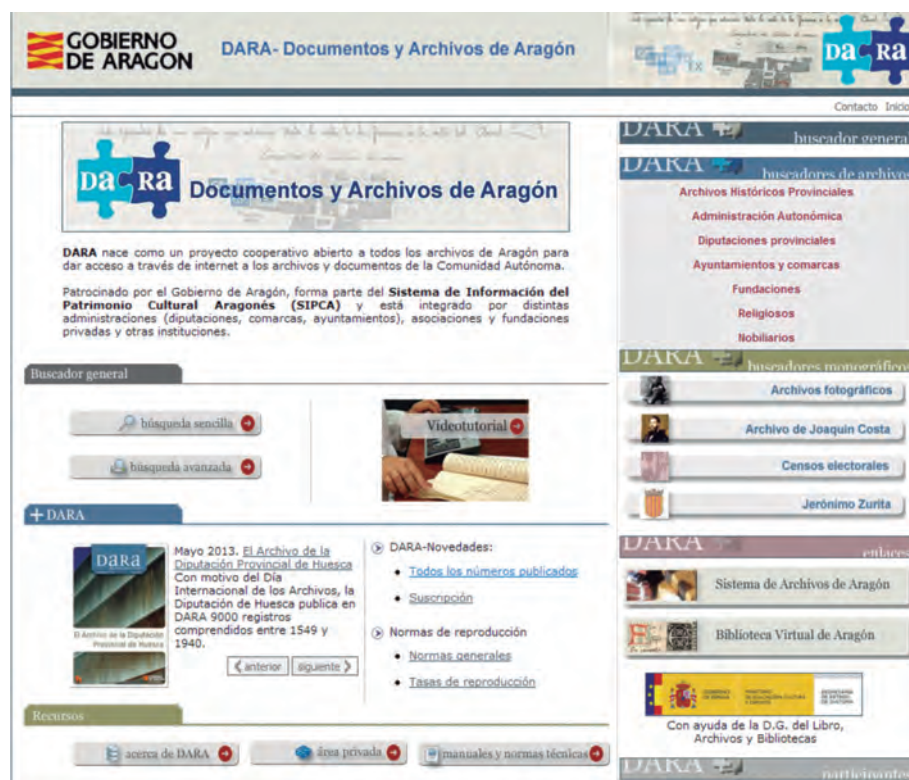 GOBIERNO
DE ARAGON
DARA- Documentos y Archivos de Aragón
Da Ra
Contacto Inicio
Da Ra
Documentos y Archivos de Aragón
DARA nace como un proyecto cooperativo abierto a todos los archivos de Aragón para
dar acceso a través de internet a los archivos y documentos de la Comunidad Autónoma.
Patrocinado por el Gobierno de Aragón, forma parte del Sistema de Información del
Patrimonio Cultural Aragonés (SIPCA) y está integrado por distintas
administraciones (diputaciones, comarcas, ayuntamientos), asociaciones y fundaciones
privadas y otras instituciones.
Buscador general
búsqueda sencilla
búsqueda avanzada
Videotutorial
+DARA
DARA
El Archivo de la Diputación
Provincial de Huesca
Mayo 2013. El Archivo de la
Diputación Provincial de Huesca
Con motivo del Día
Internacional de los Archivos, la
Diputación de Huesca publica en
DARA 9000 registros
comprendidos entre 1549 y
1940.
anterior siguiente
DARA-Novedades:
Todos los números publicados
Suscripción
Normas de reproducción
Normas generales
Tasas de reproducción
Recursos
acerca de DARA
área privada
manuales y normas técnicas
DARA
buscador genera
DARA
buscadores de archivos
Archivos Históricos Provinciales
Administración Autonómica
Diputaciones provinciales
Ayuntamientos y comarcas
Fundaciones
Religiosos
Nobiliarios
DARA
buscadores monográfico
Archivos fotográficos
Archivo de Joaquin Costa
Censos electorales
Jerónimo Zurita
DARA
enlaces
Sistema de Archivos de Aragón
Biblioteca Virtual de Aragón
Con ayuda de la D.G. del Libro,
Archivos y Bibliotecas
DARA
participante